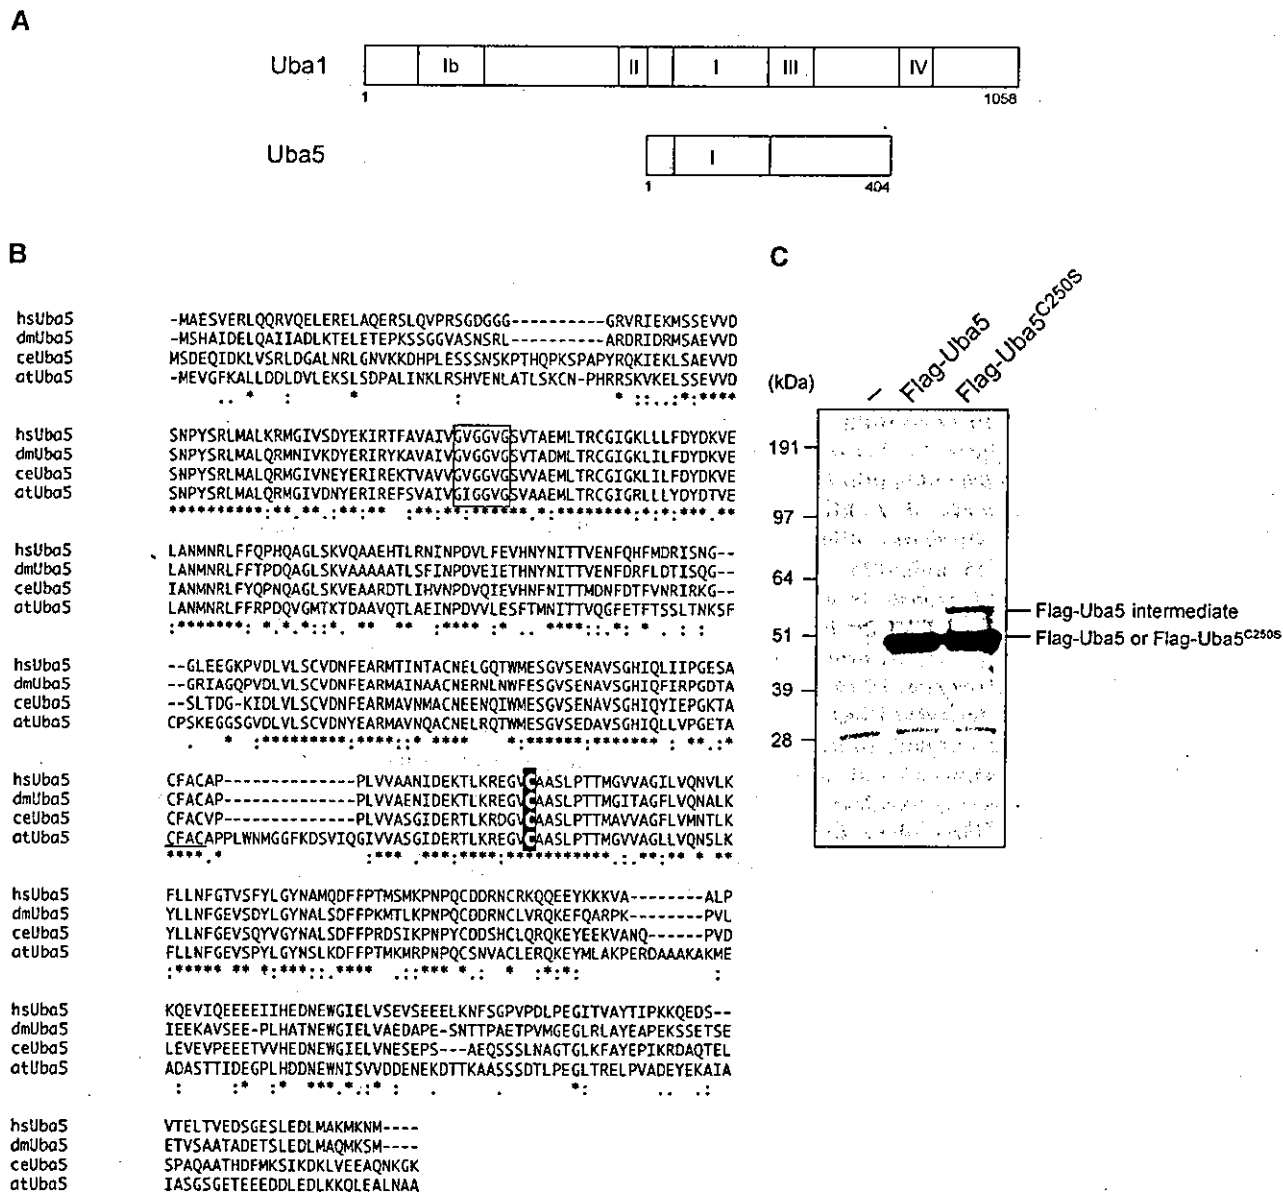 A
Uba1
Ib
II
I
III
IV
1
1058
Uba5
I
1
404
B
hsUba5 -MAESVERLQQRVQELERELAQERSLQVPRSGDGGG----------GRVRIEKMSSEVVD
dmUba5 -MSHAIDELQAIIADLKTELETEPKSSGGVASNSRL----------ARDRIDRMSAEVVD
ceUba5 MSDEQIDKLVSRLDGALNRLGNVKKDHPLESSSNSKPTHQPKSPAPYRQKIEKLSAEVVD
atUba5 -MEVGFKALLDDLDVLEKSLSDPALINKLRSHVENLATLSKCN-PHRRSKVKELSSEVVD
hsUba5 SNPYSRLMALKRMGIVSDYEKIRTFAVAIVGVGGVGSVTAEMLTRCGIGKLLLFDYDKVE
dmUba5 SNPYSRLMALQRMNIVKDYERIRYKAVAIVGVGGVGSVTADMLTRCGIGKLILFDYDKVE
ceUba5 SNPYSRLMALQRMGIVNEYERIREKTVAVVGVGGVGSVVAEMLTRCGIGKLILFDYDKVE
atUba5 SNPYSRLMALQRMGIVDNYERIREFSVAIVGIGGVGSVAAEMLTRCGIGRLLLYDYDTVE
hsUba5 LANMNRLFFQPHQAGLSKVQAAEHTLRNINPDVLFEVHNYNITTVENFQHFMDRISNG--
dmUba5 LANMNRLFFTPDQAGLSKVAAAAATLSFINPDVEIETHNYNITTVENFDRFLDTISQG--
ceUba5 IANMNRLFYQPNQAGLSKVEAARDTLIHVNPDVQIEVHNFNITTMDNFDTFVNRIRKG--
atUba5 LANMNRLFFRPDQVGMTKTDAAVQTLAEINPDVVLESFTMNITTVQGFETFTSSLTNKSF
hsUba5 --GLEEGKPVDLVLSCVDNFEARMTINTACNELGQTWMESGVSENAVSGHIQLIIPGESA
dmUba5 --GRIAGQPVDLVLSCVDNFEARMAINAACNERNLNWFESGVSENAVSGHIQFIRPGDTA
ceUba5 --SLTDG-KIDLVLSCVDNFEARMAVNMACNEENQIWMESGVSENAVSGHIQYIEPGKTA
atUba5 CPSKEGGSGVDLVLSCVDNYEARMAVNQACNELRQTWMESGVSEDAVSGHIQLLVPGETA
hsUba5 CFACAP--------------PLVVAANIDEKTLKREGVCAASLPTTMGVVAGILVQNVLK
dmUba5 CFACAP--------------PLVVAENIDEKTLKREGVCAASLPTTMGITAGFLVQNALK
ceUba5 CFACVP--------------PLVVASGIDERTLKRDGVCAASLPTTMAVVAGFLVMNTLK
atUba5 CFACAPPLWNMGGFKDSVIQGIVVASGIDERTLKREGVCAASLPTTMGVVAGLLVQNSLK
hsUba5 FLLNFGTVSFYLGYNAMQDFFPTMSMKPNPQCDDRNCRKQQEEYKKKVA--------ALP
dmUba5 YLLNFGEVSDYLGYNALSDFFPKMTLKPNPQCDDRNCLVRQKEFQARPK--------PVL
ceUba5 YLLNFGEVSQYVGYNALSDFFPRDSIKPNPYCDDSHCLQRQKEYEEKVANQ------PVD
atUba5 FLLNFGEVSPYLGYNSLKDFFPTMKMRPNPQCSNVACLERQKEYMLAKPERDAAAKAKME
hsUba5 KQEVIQEEEEIIHEDNEWGIELVSEVSEEELKNFSGPVPDLPEGITVAYTIPKKQEDS--
dmUba5 IEEKAVSEE-PLHATNEWGIELVAEDAPE-SNTTPAETPVMGEGLRLAYEAPEKSSETSE
ceUba5 LEVEVPEEETVVHEDNEWGIELVNESEPS---AEQSSSLNAGTGLKFAYEPIKRDAQTEL
atUba5 ADASTTIDEGPLHDDNEWNISVVDDENEKDTTKAASSSDTLPEGLTRELPVADEYEKAIA
hsUba5 VTELTVEDSGESLEDLMAKMKNM----
dmUba5 ETVSAATADETSLEDLMAQMKSM----
ceUba5 SPAQAATHDFMKSIKDKLVEEAQNKGK
atUba5 IASGSGETEEEDDLEDLKKQLEALNAA
C
(kDa)
–
Flag-Uba5
Flag-Uba5C250S
191
97
64
51
39
28
Flag-Uba5 intermediate
Flag-Uba5 or Flag-Uba5C250S